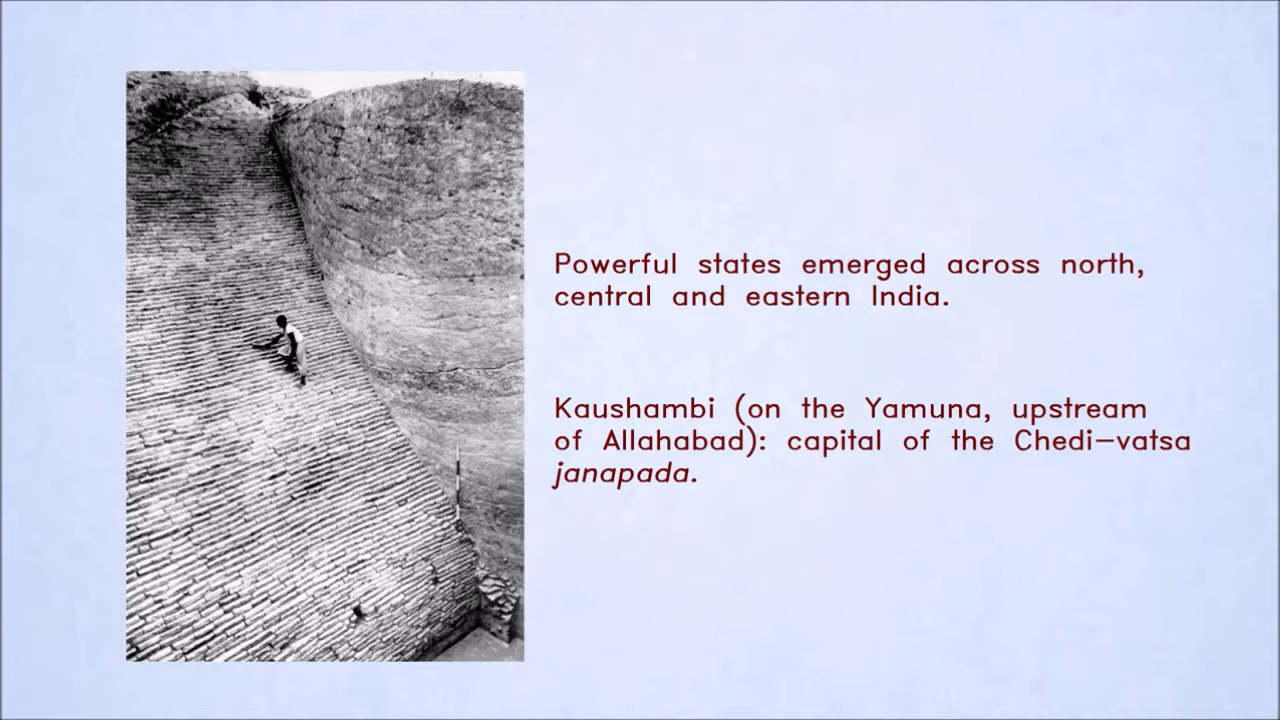 Powerful states emerged across north,
central and eastern India.
Kaushambi (on the Yamuna, upstream
of Allahabad): capital of the Chedi–vatsa
janapada.